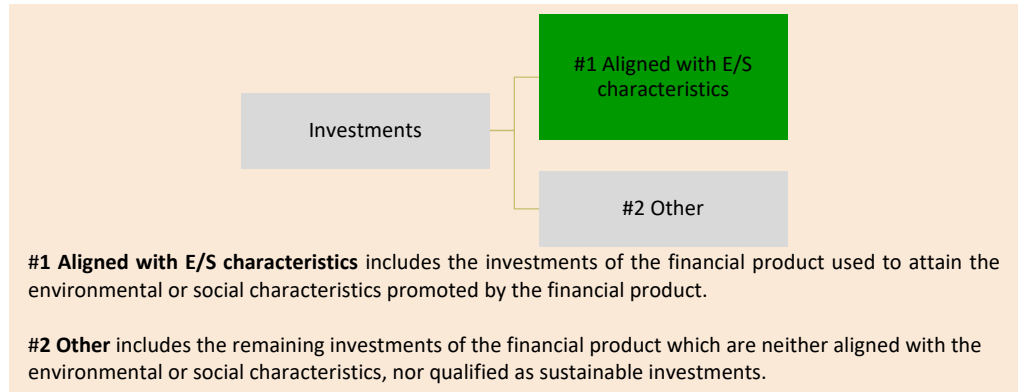 #1 Aligned with E/S
characteristics
Investments
#2 Other
#1 Aligned with E/S characteristics includes the investments of the financial product used to attain the
environmental or social characteristics promoted by the financial product.
#2 Other includes the remaining investments of the financial product which are neither aligned with the
environmental or social characteristics, nor qualified as sustainable investments.